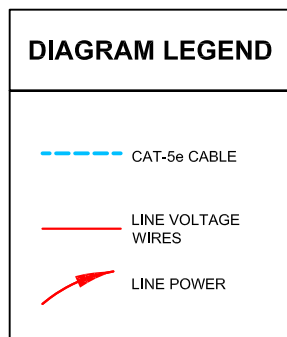 DIAGRAM LEGEND
CAT-5e CABLE
LINE VOLTAGE
WIRES
LINE POWER